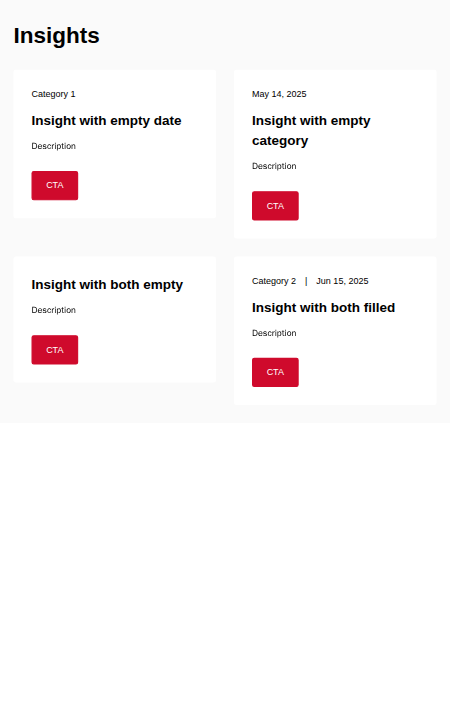 Insights
Category 1
Insight with empty date
Description
CTA
May 14, 2025
Insight with empty
category
Description
CTA
Insight with both empty
Description
CTA
Category 2 | Jun 15, 2025
Insight with both filled
Description
CTA